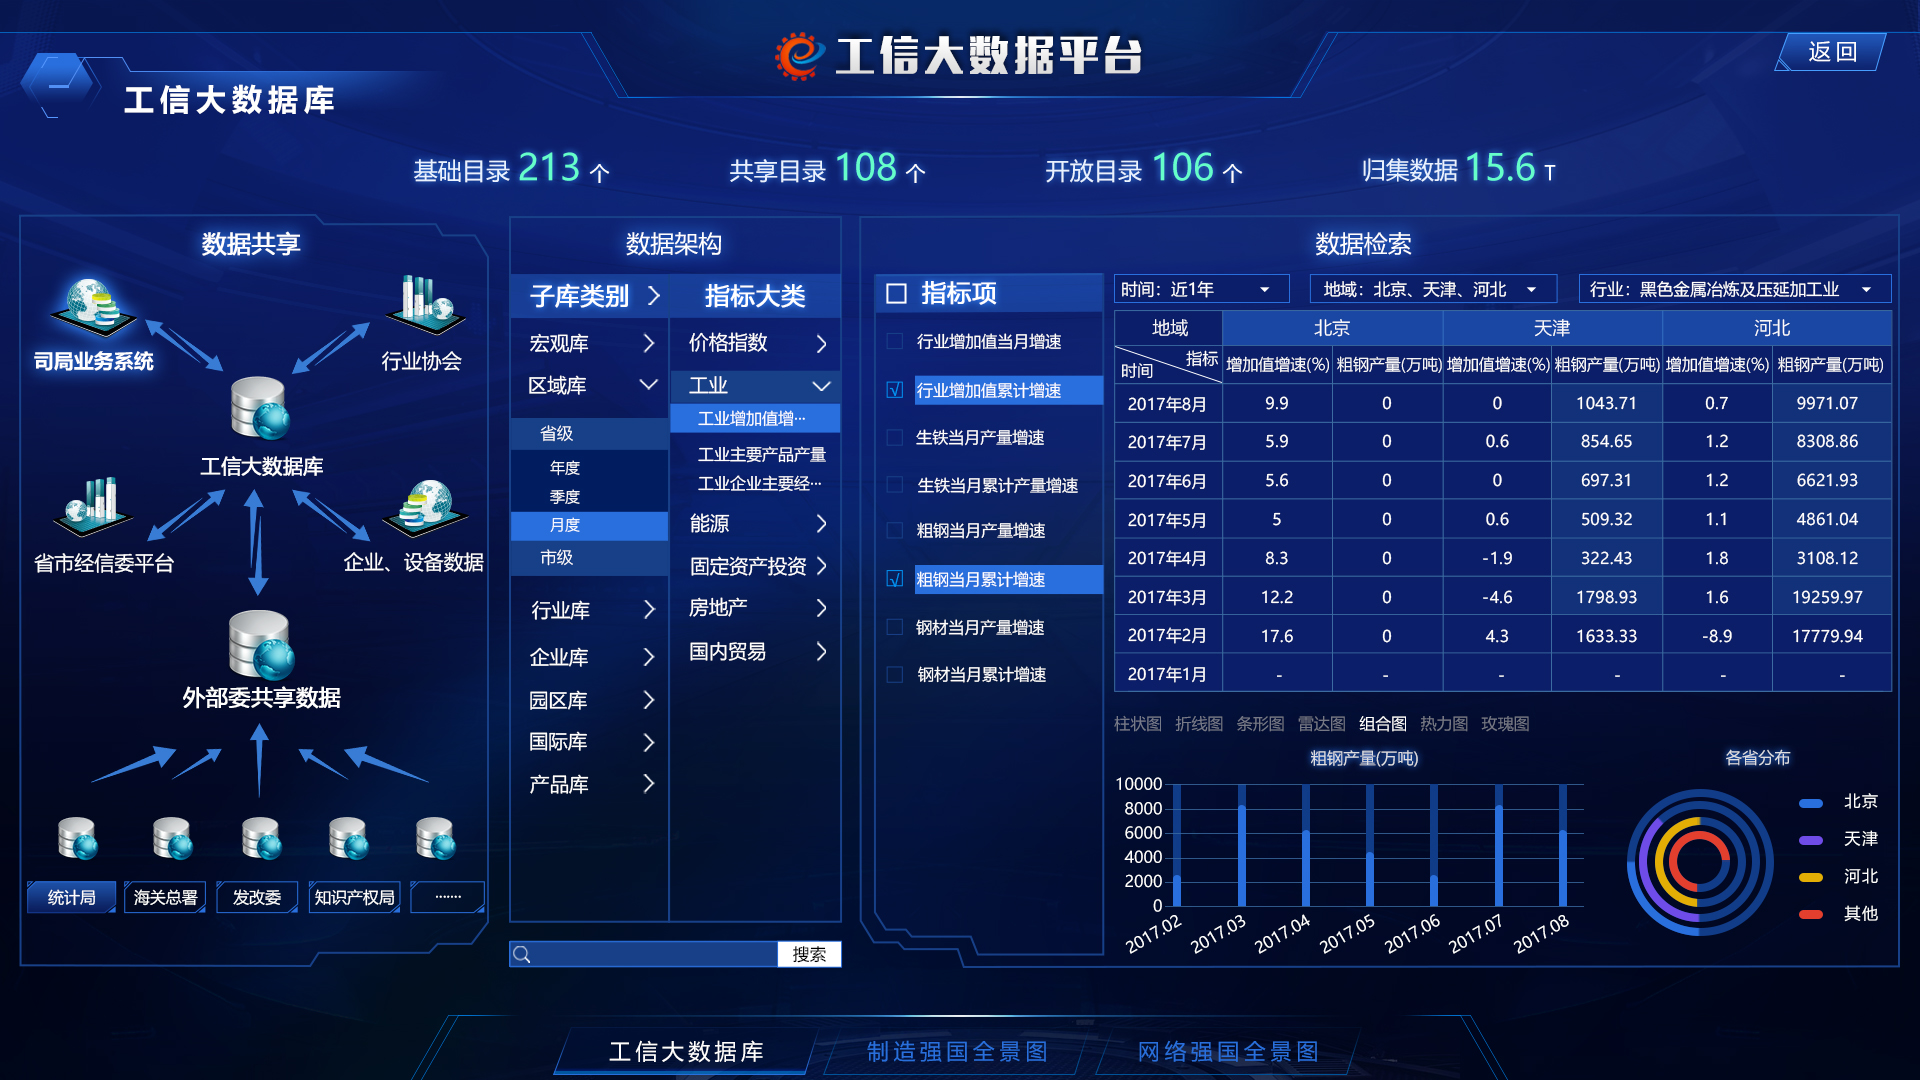 工信大数据平台
返回
工信大数据库
基础目录 213 个
共享目录 108 个
开放目录 106 个
归集数据 15.6 T
数据共享
司局业务系统
行业协会
工信大数据库
省市经信委平台
企业、设备数据
外部委共享数据
统计局 海关总署 发改委 知识产权局 ······
数据架构
子库类别 指标大类
宏观库
区域库
省级
年度
季度
月度
市级
行业库
企业库
园区库
国际库
产品库
价格指数
工业
工业增加值增···
工业主要产品产量
工业企业主要经···
能源
固定资产投资
房地产
国内贸易
搜索
数据检索
指标项
行业增加值当月增速
行业增加值累计增速
生铁当月产量增速
生铁当月累计产量增速
粗钢当月产量增速
粗钢当月累计增速
钢材当月产量增速
钢材当月累计增速
时间：近1年
地域：北京、天津、河北
行业：黑色金属冶炼及压延加工业
地域 北京 天津 河北
指标 时间 增加值增速(%) 粗钢产量(万吨) 增加值增速(%) 粗钢产量(万吨) 增加值增速(%) 粗钢产量(万吨)
2017年8月 9.9 0 0 1043.71 0.7 9971.07
2017年7月 5.9 0 0.6 854.65 1.2 8308.86
2017年6月 5.6 0 0 697.31 1.2 6621.93
2017年5月 5 0 0.6 509.32 1.1 4861.04
2017年4月 8.3 0 -1.9 322.43 1.8 3108.12
2017年3月 12.2 0 -4.6 1798.93 1.6 19259.97
2017年2月 17.6 0 4.3 1633.33 -8.9 17779.94
2017年1月 - - - - - -
柱状图 折线图 条形图 雷达图 组合图 热力图 玫瑰图
粗钢产量(万吨)
10000
8000
6000
4000
2000
0
2017.02 2017.03 2017.04 2017.05 2017.06 2017.07 2017.08
各省分布
北京
天津
河北
其他
工信大数据库 制造强国全景图 网络强国全景图